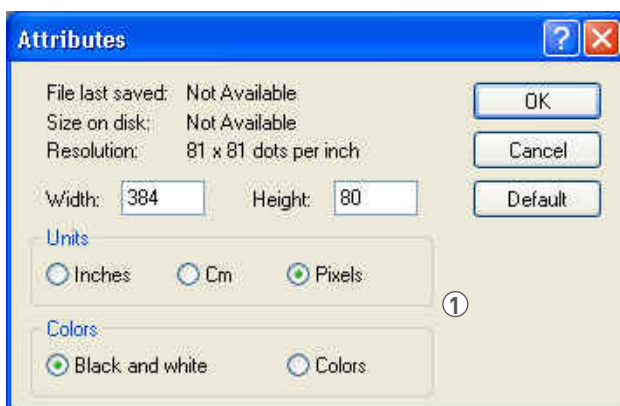 Attributes
File last saved: Not Available
Size on disk: Not Available
Resolution: 81 x 81 dots per inch
OK
Cancel
Default
Width: 384 Height: 80
Units
Inches Cm Pixels
①
Colors
Black and white Colors